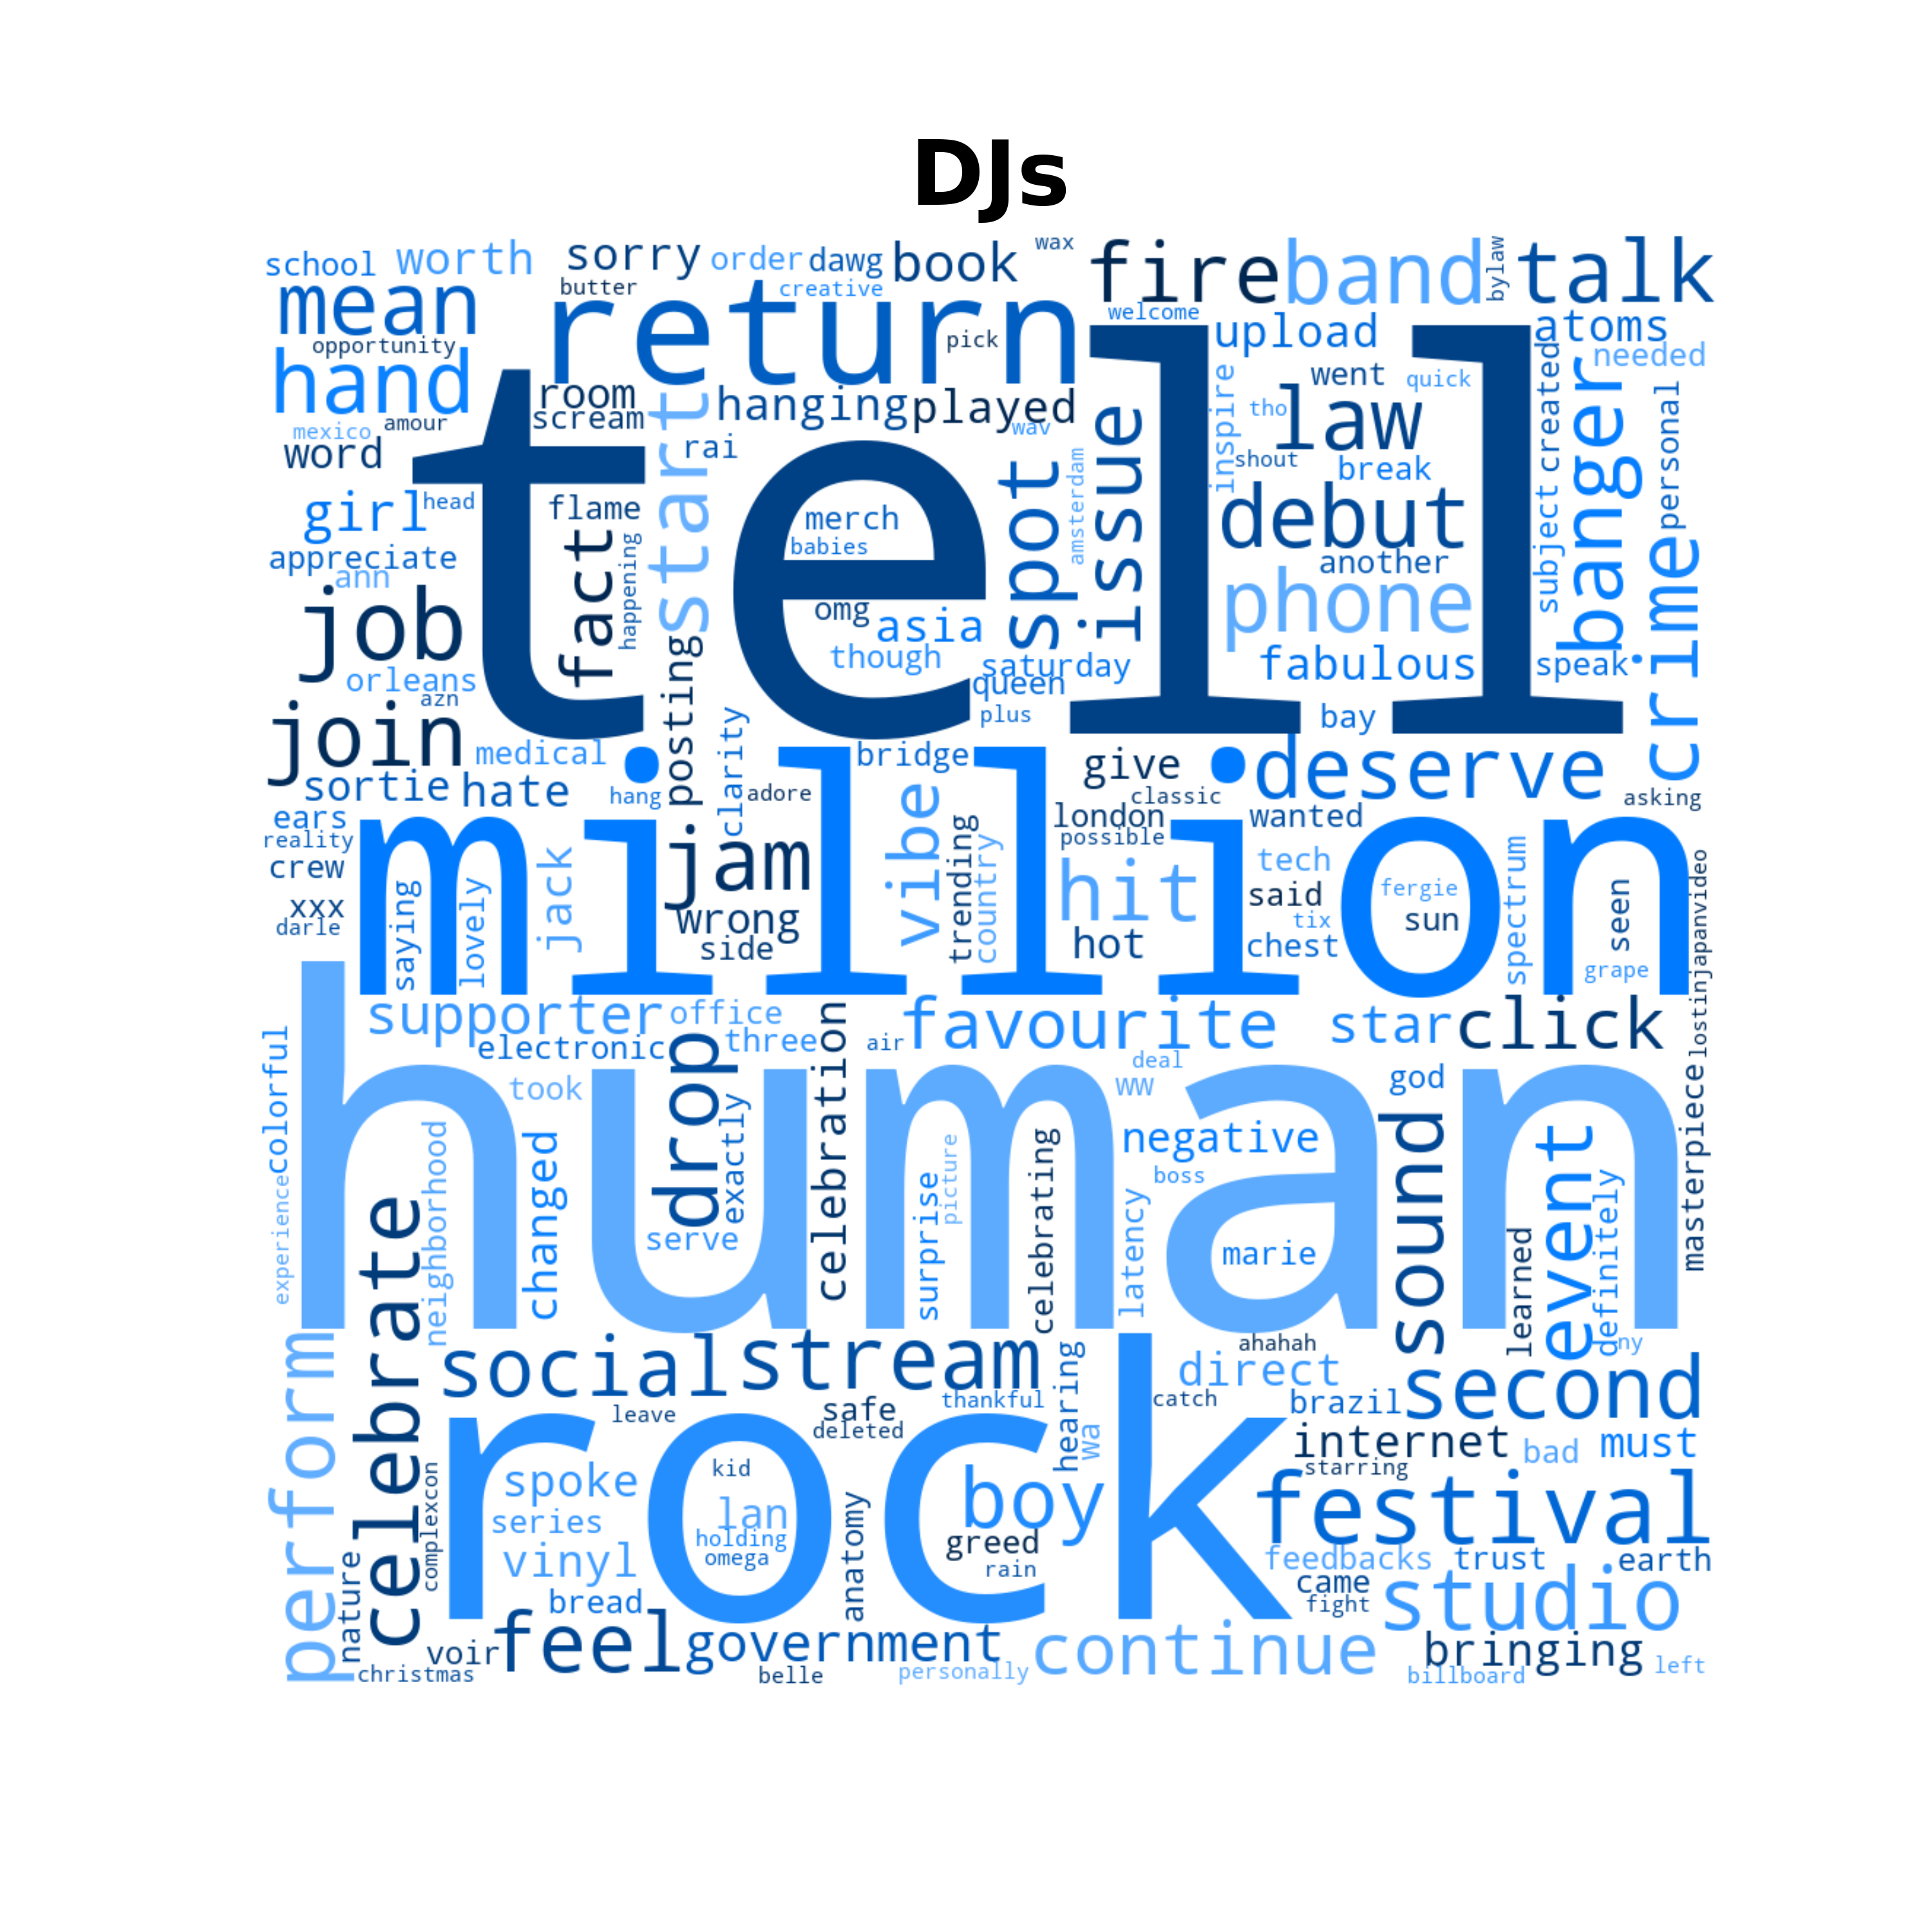 DJs
school
worth
sorry
order
dawg
book
wax
fire
band
bylaw
talk
butter
creative
mean
return
welcome
upload
atoms
opportunity
pick
needed
hand
room
scream
start
hanging
played
wav
went
quick
created
inspire
tho
law
banger
personal
mexico
amour
word
rai
issue
shout
break
tell
girl
head
flame
merch
babies
spot
amsterdam
debut
subject
appreciate
ann
fact
happening
another
phone
crime
job
omg
asia
though
saturday
queen
fabulous
speak
orleans
azn
posting
plus
bay
join
medical
clarity
bridge
give
deserve
sortie
hate
hang
adore
classic
asking
ears
reality
million
vibe
trending
country
london
possible
wanted
crew
jack
jam
hit
tech
spectrum
xxx
darle
saying
lovely
wrong
side
hot
said
tix
chest
fergie
sun
seen
grape
lostinjapanvideo
supporter
office
electronic
drop
three
celebration
air
favourite
star
click
colorful
experience
human
took
exactly
deal
ww
god
masterpiece
neighborhood
changed
serve
surprise
picture
celebrating
negative
boss
latency
marie
sound
learned
event
definitely
ny
perform
celebrate
social
stream
hearing
wa
ahahah
direct
catch
brazil
second
leave
safe
deleted
thankful
rock
internet
bad
must
starring
complexcon
spoke
kid
lan
boy
festival
series
holding
omega
greed
rain
anatomy
vinyl
feedbacks
trust
earth
nature
bread
came
fight
studio
voir
feel
government
continue
bringing
christmas
belle
personally
billboard
left